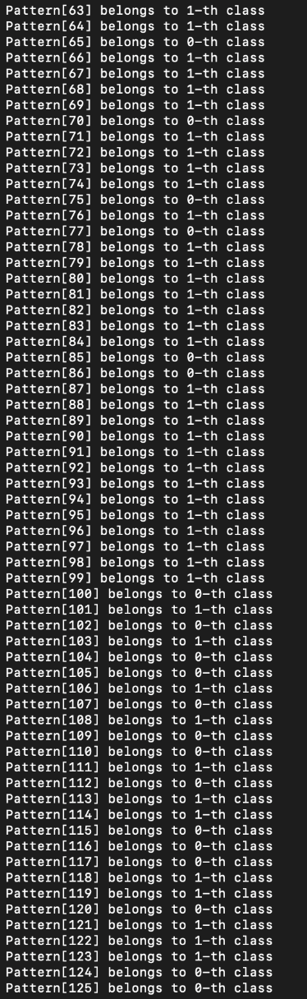 Pattern[63] belongs to 1-th class
Pattern[64] belongs to 1-th class
Pattern[65] belongs to 0-th class
Pattern[66] belongs to 1-th class
Pattern[67] belongs to 1-th class
Pattern[68] belongs to 1-th class
Pattern[69] belongs to 1-th class
Pattern[70] belongs to 0-th class
Pattern[71] belongs to 1-th class
Pattern[72] belongs to 1-th class
Pattern[73] belongs to 1-th class
Pattern[74] belongs to 1-th class
Pattern[75] belongs to 0-th class
Pattern[76] belongs to 1-th class
Pattern[77] belongs to 0-th class
Pattern[78] belongs to 1-th class
Pattern[79] belongs to 1-th class
Pattern[80] belongs to 1-th class
Pattern[81] belongs to 1-th class
Pattern[82] belongs to 1-th class
Pattern[83] belongs to 1-th class
Pattern[84] belongs to 1-th class
Pattern[85] belongs to 0-th class
Pattern[86] belongs to 0-th class
Pattern[87] belongs to 1-th class
Pattern[88] belongs to 1-th class
Pattern[89] belongs to 1-th class
Pattern[90] belongs to 1-th class
Pattern[91] belongs to 1-th class
Pattern[92] belongs to 1-th class
Pattern[93] belongs to 1-th class
Pattern[94] belongs to 1-th class
Pattern[95] belongs to 1-th class
Pattern[96] belongs to 1-th class
Pattern[97] belongs to 1-th class
Pattern[98] belongs to 1-th class
Pattern[99] belongs to 1-th class
Pattern[100] belongs to 0-th class
Pattern[101] belongs to 1-th class
Pattern[102] belongs to 0-th class
Pattern[103] belongs to 1-th class
Pattern[104] belongs to 0-th class
Pattern[105] belongs to 0-th class
Pattern[106] belongs to 1-th class
Pattern[107] belongs to 0-th class
Pattern[108] belongs to 1-th class
Pattern[109] belongs to 0-th class
Pattern[110] belongs to 0-th class
Pattern[111] belongs to 1-th class
Pattern[112] belongs to 0-th class
Pattern[113] belongs to 1-th class
Pattern[114] belongs to 1-th class
Pattern[115] belongs to 0-th class
Pattern[116] belongs to 0-th class
Pattern[117] belongs to 0-th class
Pattern[118] belongs to 1-th class
Pattern[119] belongs to 1-th class
Pattern[120] belongs to 0-th class
Pattern[121] belongs to 1-th class
Pattern[122] belongs to 1-th class
Pattern[123] belongs to 1-th class
Pattern[124] belongs to 0-th class
Pattern[125] belongs to 0-th class